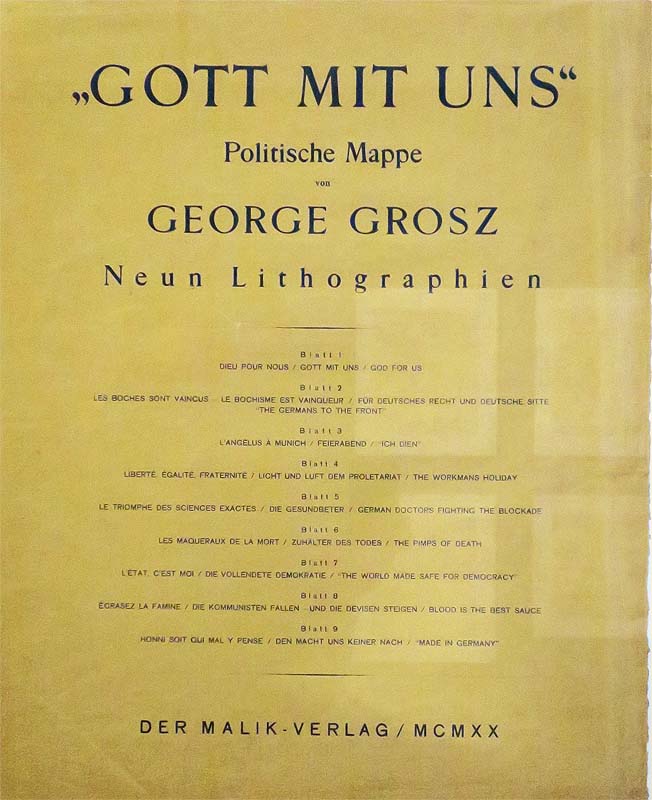 „GOTT MIT UNS“
Politische Mappe
von
GEORGE GROSZ
Neun Lithographien
Blatt 1
DIEU POUR NOUS / GOTT MIT UNS / GOD FOR US
Blatt 2
LES BOCHES SONT VAINCUS – LE BOCHISME EST VAINQUEUR / FÜR DEUTSCHES RECHT UND DEUTSCHE SITTE
"THE GERMANS TO THE FRONT"
Blatt 3
L'ANGÉLUS À MUNICH / FEIERABEND / "ICH DIEN"
Blatt 4
LIBERTÉ, EGALITÉ, FRATERNITÉ / LICHT UND LUFT DEM PROLETARIAT / THE WORKMANS HOLIDAY
Blatt 5
LE TRIOMPHE DES SCIENCES EXACTES / DIE GESUNDBETER / GERMAN DOCTORS FIGHTING THE BLOCKADE
Blatt 6
LES MAQUERAUX DE LA MORT / ZUHÄLTER DES TODES / THE PIMPS OF DEATH
Blatt 7
L'ÉTAT, C'EST MOI / DIE VOLLENDETE DEMOKRATIE / "THE WORLD MADE SAFE FOR DEMOCRACY"
Blatt 8
ÉCRASEZ LA FAMINE / DIE KOMMUNISTEN FALLEN – UND DIE DEVISEN STEIGEN / BLOOD IS THE BEST SAUCE
Blatt 9
HONNI SOIT QUI MAL Y PENSE / DEN MACHT UNS KEINER NACH / "MADE IN GERMANY"
DER MALIK-VERLAG / MCMXX